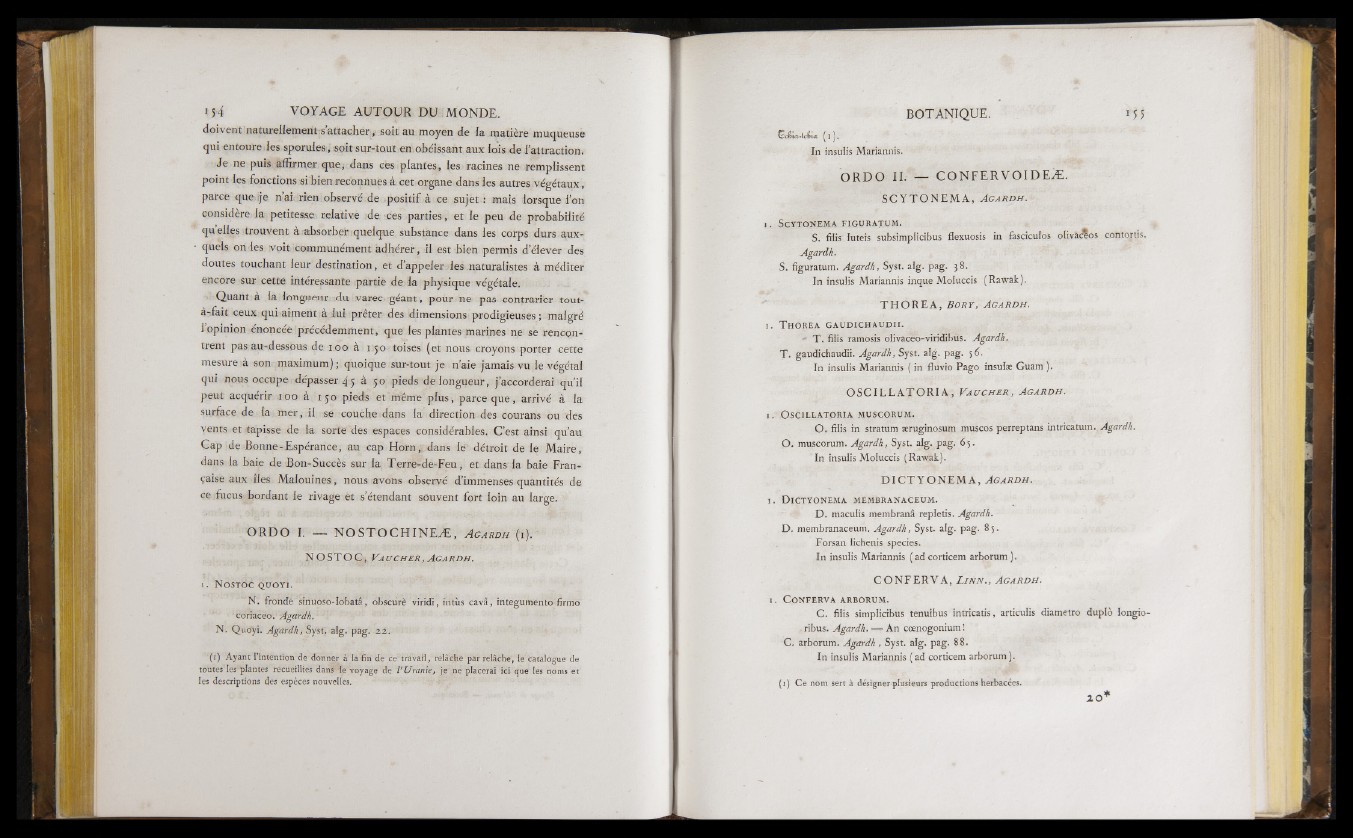 154 VOYAGE AUTOUR DU MONDE.
doivent naturellement s'attacher, soit au moyen de la matière muqueuse
qui entoure les sporules, soit sur-tout en obéissant aux lois de l'attraction.
Je ne puis affirmer que, dans ces plantes, les racines ne remplissent
point les fonctions si bien reconnues à cet organe dans les autres végétaux,
parce que je n'ai rien observé de positif à ce sujet : mais lorsque l'on
considère la petitesse relative de ces parties, et le peu de probabilité
qu'elles trouvent à absorber quelque substance dans les corps durs aux-
quels on les voit communément adhérer, il est bien permis d'élever des
doutes touchant leur destination, et d'appeler les naturalistes à méditer
encore sur cette intéressante partie de la physique végétale.
Quant à la longueur du varec géant, pour ne pas contrarier tout-
à-fait ceux qui aiment à lui prêter des dimensions prodigieuses ; malgré
l'opinion énoncée précédemment, que les plantes marines ne se rencon-
trent pas au-dessous de 100 à 150 toises (et nous croyons porter cette
mesure à son maximum) ; quoique sur-tout je n'aie jamais vu le végétal
qui nous occupe dépasser 45 à 50 pieds de longueur, j'accorderai qu'il
peut acquérir 100 à 150 pieds et même plus, parce que, arrivé à la
surface de la mer, il se couche dans la direction des courans ou des
vents et tapisse de la sorte des espaces considérables. C'est ainsi qu'au
Cap de Bonne-Espérance, au cap Horn, dans le détroit de le Maire,
dans la baie de Bon-Succès sur la Terre-de-Feu, et dans la baie Fran-
çaise aux îles Malouines, nous avons observé d'immenses quantités de
ce fucus bordant le rivage et s'étendant souvent fort loin au large.
ORDO I. — NOSTOCHINEÆ, AGARDH (1).
NOSTOC, VAUCHER, AGARDH.
1. NOSTOC QUOYI.
N. fronde sinuoso-lobatâ, obscurè viridi, intùs cavâ, integumento firmo
coriaceo. Agardh.
N. Quoyi. Agardh, Syst. alg. pag. 22.
(1) Ayant l'intention de donner à la fin de ce travail, relâche par relâche, le catalogue de
toutes les plantes recueillies dans le voyage de l'Uranie, je ne placerai ici que les noms et
les descriptions des espèces nouvelles.
BOTANIQUE. 155
(1).
In insulis Mariannis.
ORDO II. — CONFERVOIDEÆ.
SCYTONEMA, AGARDH.
1. SCYTONEMA FIGURATUM.
S. filis luteis subsimplicibus flexuosis in fasciculos olivaceos contortis.
Agardh.
S. figuratum. Agardh, Syst. alg. pag. 38.
In insulis Mariannis inque Moluccis (Rawak).
THOREA, BORY, AGARDH.
1. THOREA GAUDICHAUDII.
T. filis ramosis olivaceo-viridibus. Agardh.
T. gaudichaudii. Agardh, Syst. alg. pag. 56.
In insulis Mariannis (in fluvio Pago insulæ Guam).
OSCILLATORIA, VAUCHER, AGARDH.
1. OSCILLATORIA MUSCORUM.
O. filis in stratum æruginosum muscos perreptans intricatum. Agardh.
O. muscorum. Agardh, Syst. alg. pag. 65.
In insulis Moluccis (Rawak).
DICTYONEMA, AGARDH.
1. DICTYONEMA MEMBRANACEUM.
D. maculis membranâ repletis. Agardh.
D. membranaceum. Agardh, Syst. alg. pag. 85.
Forsan lichenis species.
In insulis Mariannis (ad corticem arborum).
CONFERVA, LINN., AGARDH.
1. CONFERVA ARBORUM.
C. filis simplicibus tenuibus intricatis, articulis diametro duplò longio-
ribus. Agardh. — An cœnogonium !
C. arborum. Agardh, Syst. alg. pag. 88.
In insulis Mariannis (ad corticem arborum).
(1) Ce nom sert à désigner plusieurs productions herbacées.
20*